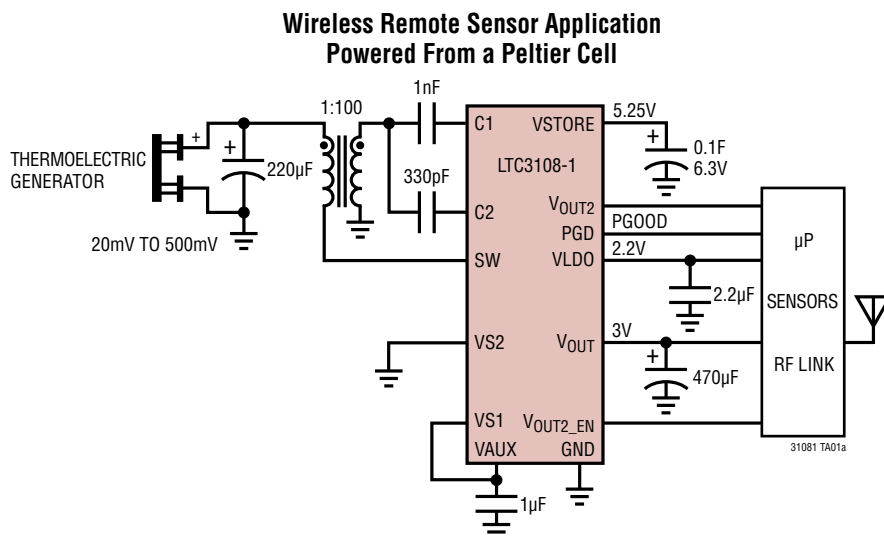 Wireless Remote Sensor Application
Powered From a Peltier Cell
THERMOELECTRIC
GENERATOR
20mV TO 500mV
+
+
220µF
1:100
1nF
330pF
C1
C2
SW
VS2
VS1
VAUX
1µF
LTC3108-1
VSTORE
VOUT2
PGD
VLDO
VOUT
VOUT2_EN
GND
5.25V
+
0.1F
6.3V
PGOOD
2.2V
2.2µF
3V
+
470µF
µP
SENSORS
RF LINK
31081 TA01a